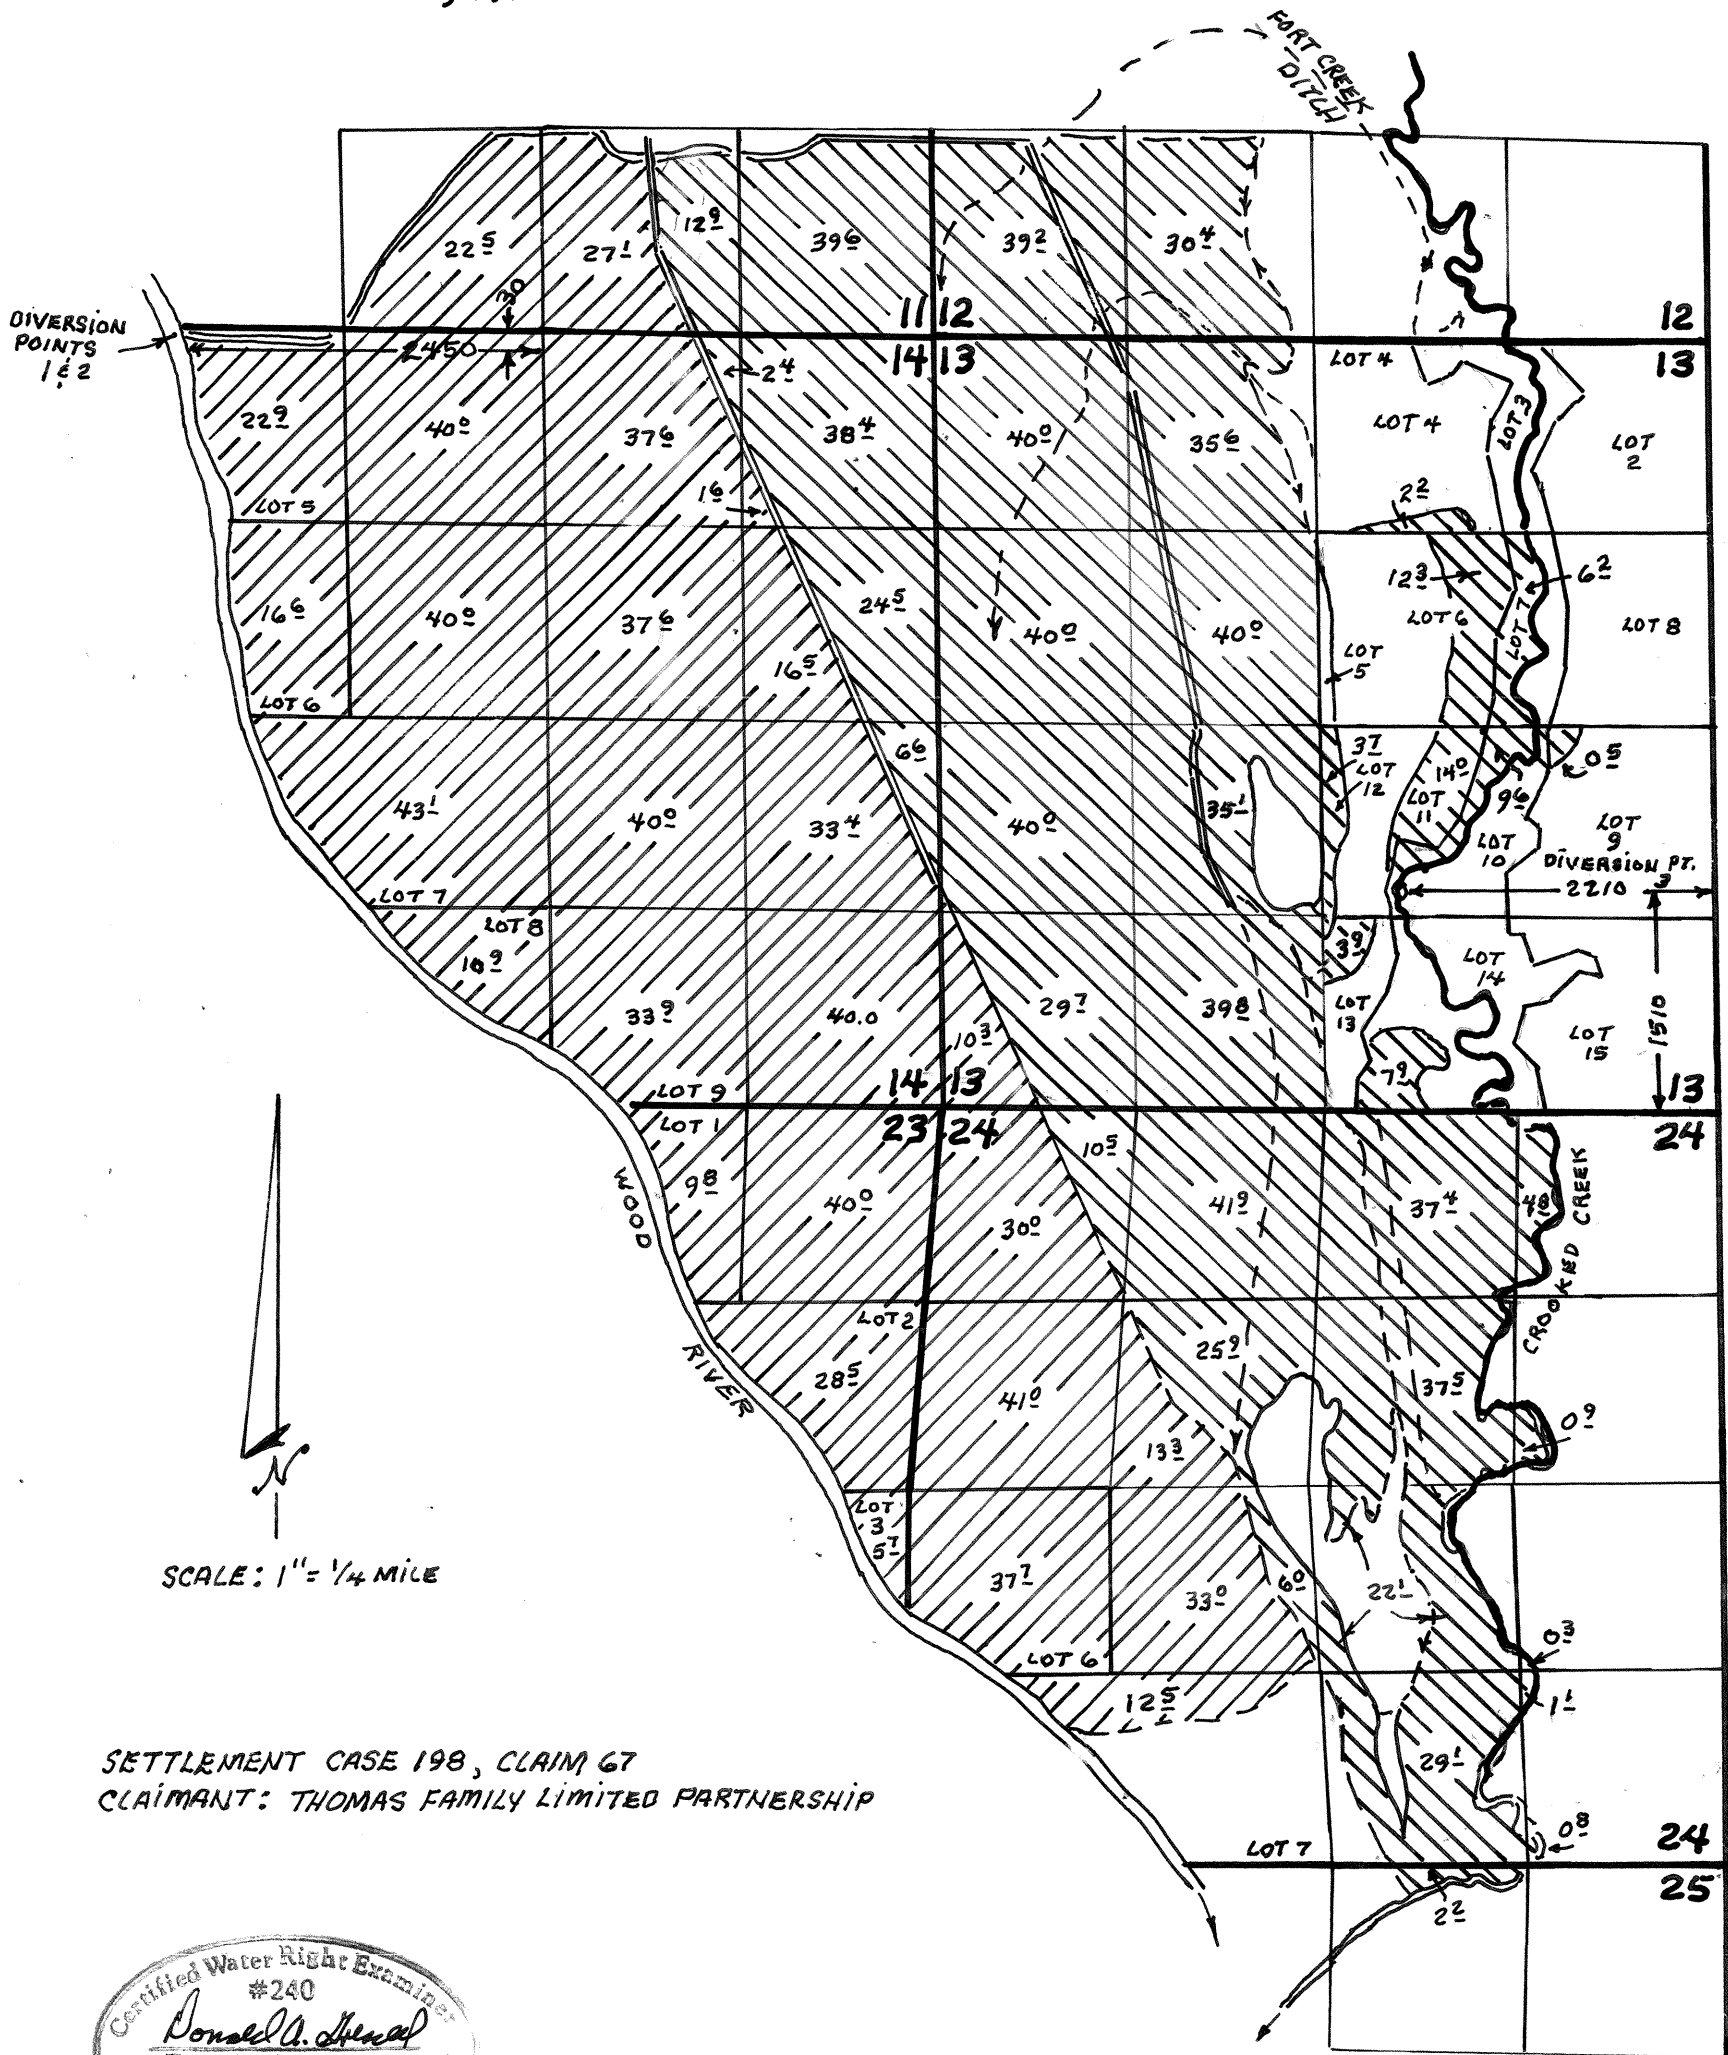 FORT CREEK
DITCH
22 5
27 1
12 9
39 6
39 2
30 4
30
DIVERSION
POINTS
1 & 2
11 12
12
2450
14 13
13
2 4
LOT 4
22 9
40 0
37 6
38 4
40 0
35 6
LOT 4
LOT 3
LOT
2
LOT 5
1 6
2 2
16 6
40 0
37 6
24 5
40 0
40 0
12 3
6 2
LOT 6
LOT 7
LOT 8
16 5
LOT
5
LOT 6
6 6
3 7
LOT
12
14 0
LOT
11
9 6
0 5
43 1
40 0
33 4
40 0
35 1
LOT
10
LOT
9
DIVERSION PT.
3
2210
LOT 7
LOT 8
10 9
3 9
LOT
14
33 9
40.0
10 3
29 7
39 8
LOT
13
LOT
15
1510
7 9
LOT 9
14 13
13
LOT 1
23 24
24
10 5
WOOD
RIVER
9 8
40 0
30 0
41 9
37 4
4 8
CROOKED CREEK
LOT 2
28 5
41 0
25 9
37 5
13 3
0 9
N
LOT
3
5 7
SCALE: 1" = 1/4 MILE
37 7
33 0
6 0
22 1
0 3
LOT 6
12 5
1 1
SETTLEMENT CASE 198, CLAIM 67
CLAIMANT: THOMAS FAMILY LIMITED PARTNERSHIP
29 1
0 8
LOT 7
24
25
2 2
Certified Water Right Examiner
#240
Donald A.